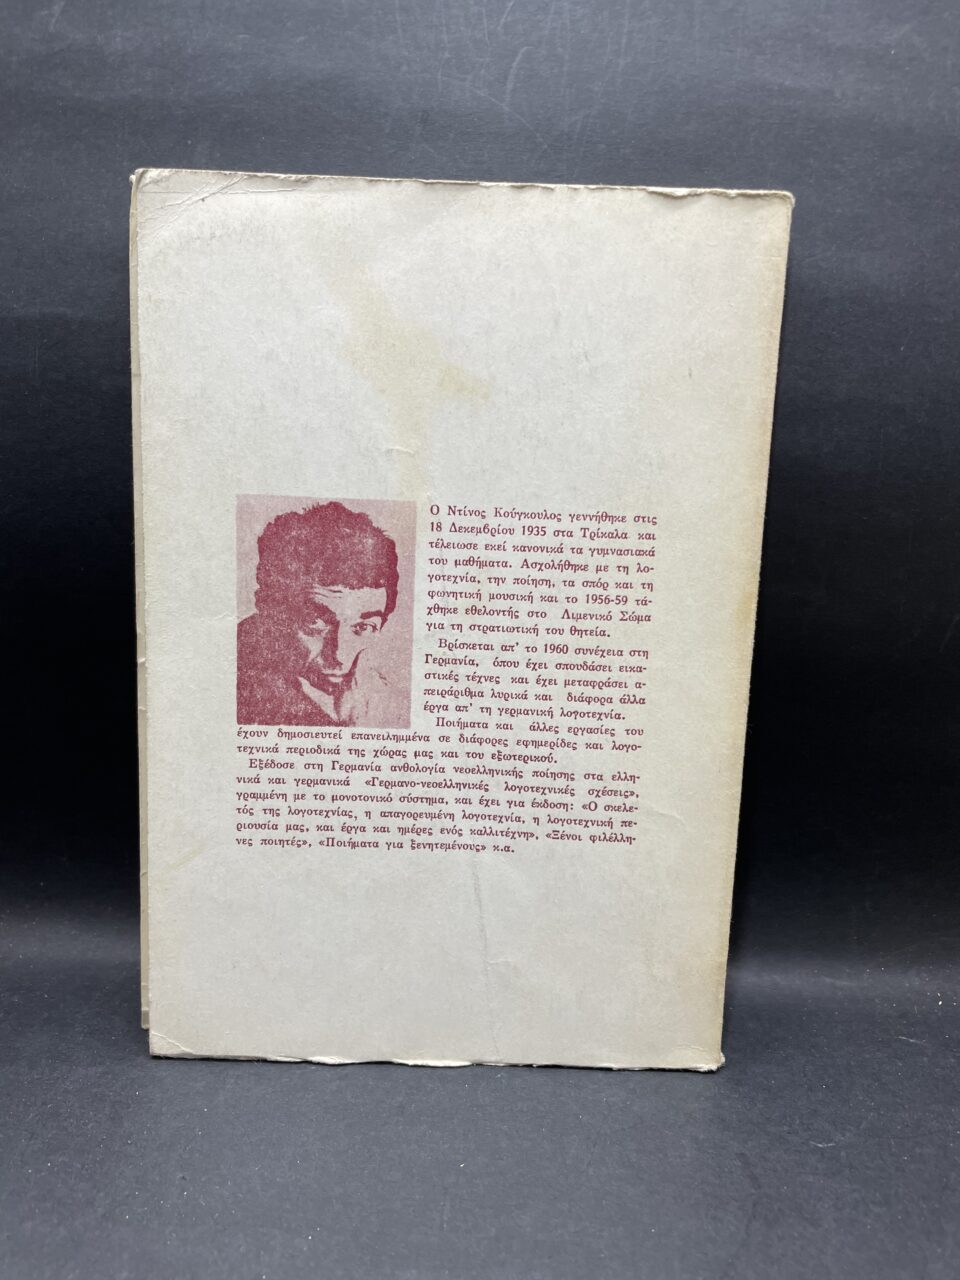 Ο Ντίνος Κούγκουλος γεννήθηκε στις
18 Δεκεμβρίου 1935 στα Τρίκαλα και
τέλειωσε εκεί κανονικά τα γυμνασιακά
του μαθήματα. Ασχολήθηκε με τη λο-
γοτεχνία, την ποίηση, τα σπόρ και τη
φωνητική μουσική και το 1956-59 τά-
χθηκε εθελοντής στο Λιμενικό Σώμα
για τη στρατιωτική του θητεία.
Βρίσκεται απ' το 1960 συνέχεια στη
Γερμανία, όπου έχει σπουδάσει εικα-
στικές τέχνες και έχει μεταφράσει α-
πειράριθμα λυρικά και διάφορα άλλα
έργα απ' τη γερμανική λογοτεχνία.
Ποιήματα και άλλες εργασίες του
έχουν δημοσιευτεί επανειλημμένα σε διάφορες εφημερίδες και λογο-
τεχνικά περιοδικά της χώρας μας και του εξωτερικού.
Εξέδοσε στη Γερμανία ανθολογία νεοελληνικής ποίησης στα ελλη-
νικά και γερμανικά «Γερμανο-νεοελληνικές λογοτεχνικές σχέσεις»,
γραμμένη με το μονοτονικό σύστημα, και έχει για έκδοση: «Ο σκελε-
τός της λογοτεχνίας, η απαγορευμένη λογοτεχνία, η λογοτεχνική πε-
ριουσία μας, και έργα και ημέρες ενός καλλιτέχνη», «Ξένοι φιλέλλη-
νες ποιητές», «Ποιήματα για ξενητεμένους» κ.α.